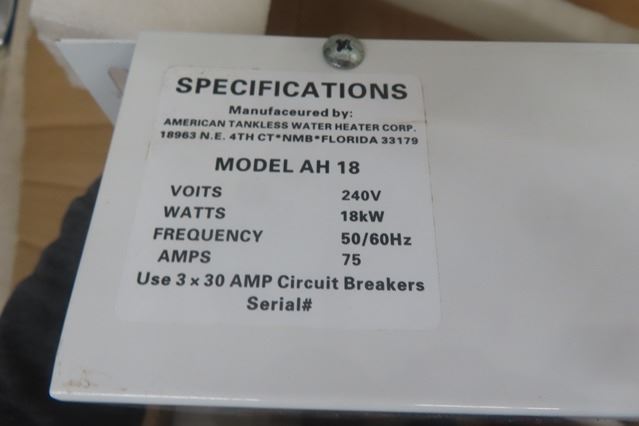 SPECIFICATIONS
Manufaceured by:
AMERICAN TANKLESS WATER HEATER CORP.
18963 N.E. 4TH CT*NMB*FLORIDA 33179
MODEL AH 18
VOITS 240V
WATTS 18kW
FREQUENCY 50/60Hz
AMPS 75
Use 3 × 30 AMP Circuit Breakers
Serial#